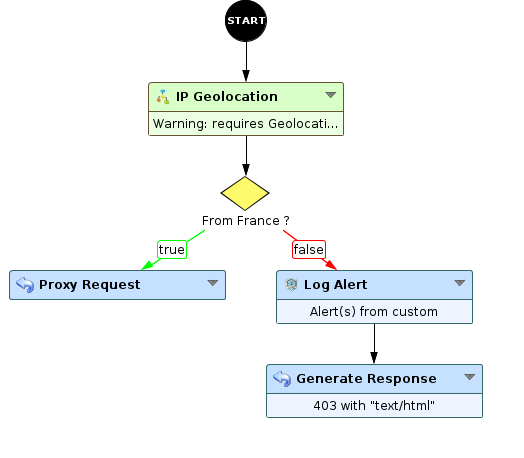 START
IP Geolocation
Warning: requires Geolocati...
From France ?
true
false
Proxy Request
Log Alert
Alert(s) from custom
Generate Response
403 with "text/html"